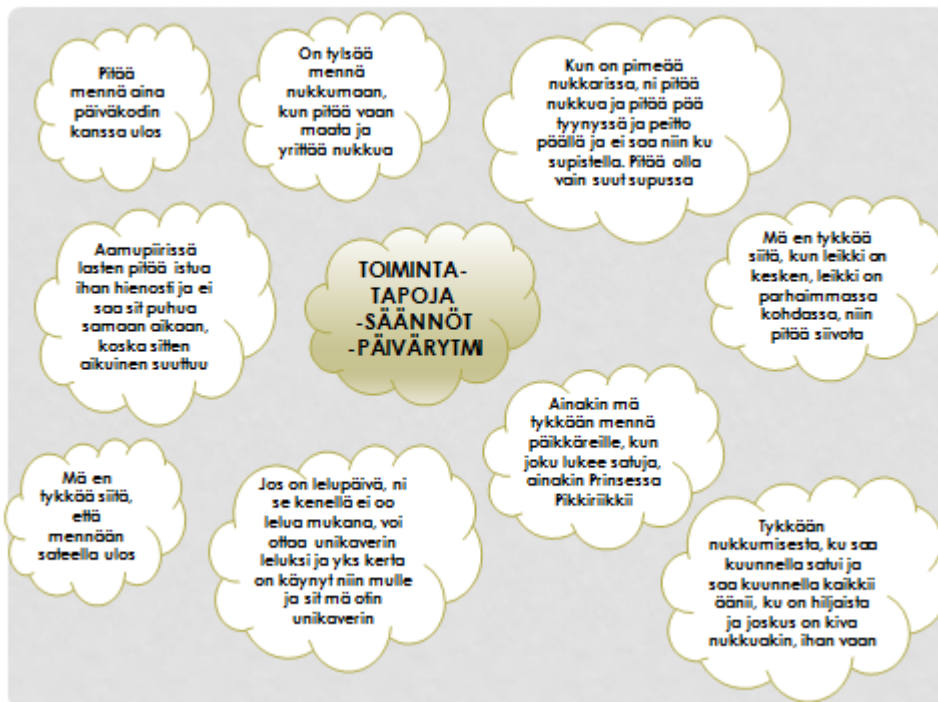 Pitää
mennä aina
päiväkodin
kanssa ulos
On tylsää
mennä
nukkumaan,
kun pitää vaan
maata ja
yrittää nukkua
Kun on pimeää
nukkarissa, ni pitää
nukkua ja pitää pää
tyynyssä ja peitto
päällä ja ei saa niin ku
supistella. Pitää olla
vain suut supussa
Aamupiirissä
lasten pitää istua
ihan hienosti ja ei
saa sit puhua
samaan aikaan,
koska sitten
aikuinen suuttuu
TOIMINTA-
TAPOJA
-SÄÄNNÖT
-PÄIVÄRYTMI
Mä en tykkää
siitä, kun leikki on
kesken, leikki on
parhaimmassa
kohdassa, niin
pitää siivota
Mä en
tykkää siitä,
että
mennään
sateella ulos
Jos on lelupäivä, ni
se kenellä ei oo
lelua mukana, voi
ottaa unikaverin
leluksi ja yks kerta
on käynyt niin mulle
ja sit mä otin
unikaverin
Ainakin mä
tykkään mennä
päikkäreille, kun
joku lukee satuja,
ainakin Prinsessa
Pikkiriikkii
Tykkään
nukkumisesta, ku saa
kuunnella satui ja
saa kuunnella kaikkii
äänii, ku on hiljaista
ja joskus on kiva
nukkuakin, ihan vaan